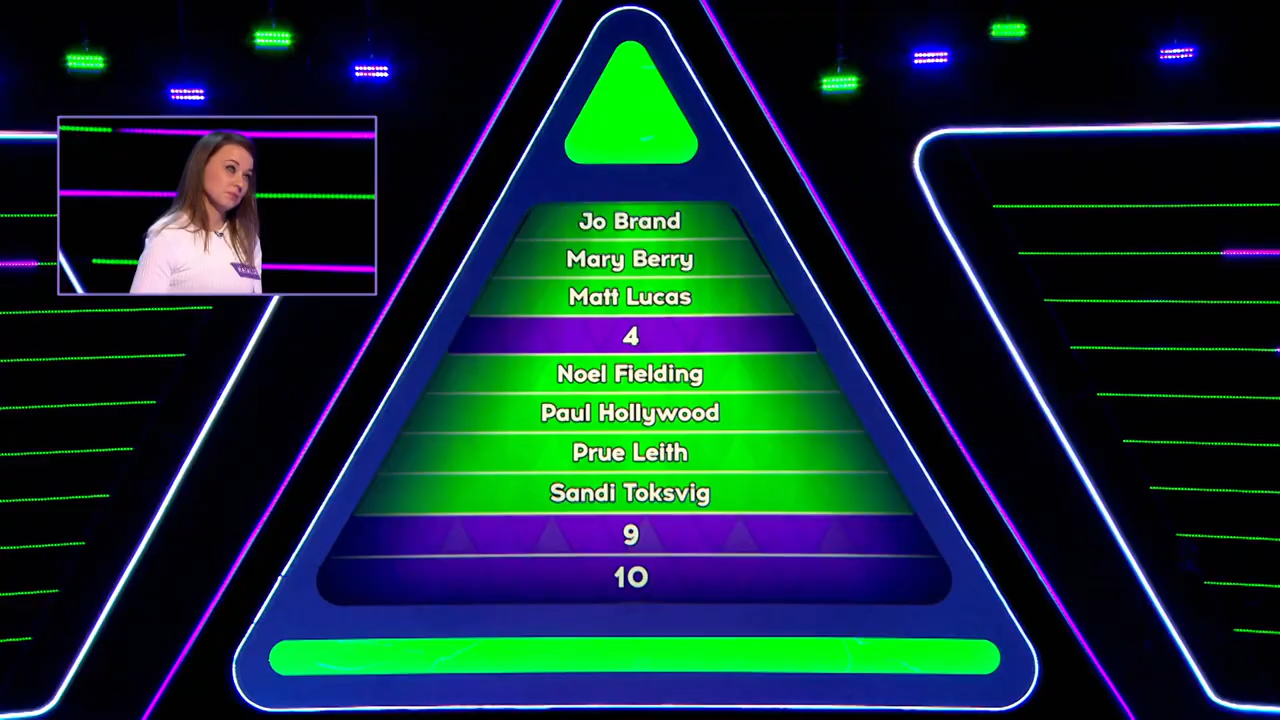 Jo Brand
Mary Berry
Matt Lucas
4
Noel Fielding
Paul Hollywood
Prue Leith
Sandi Toksvig
9
10